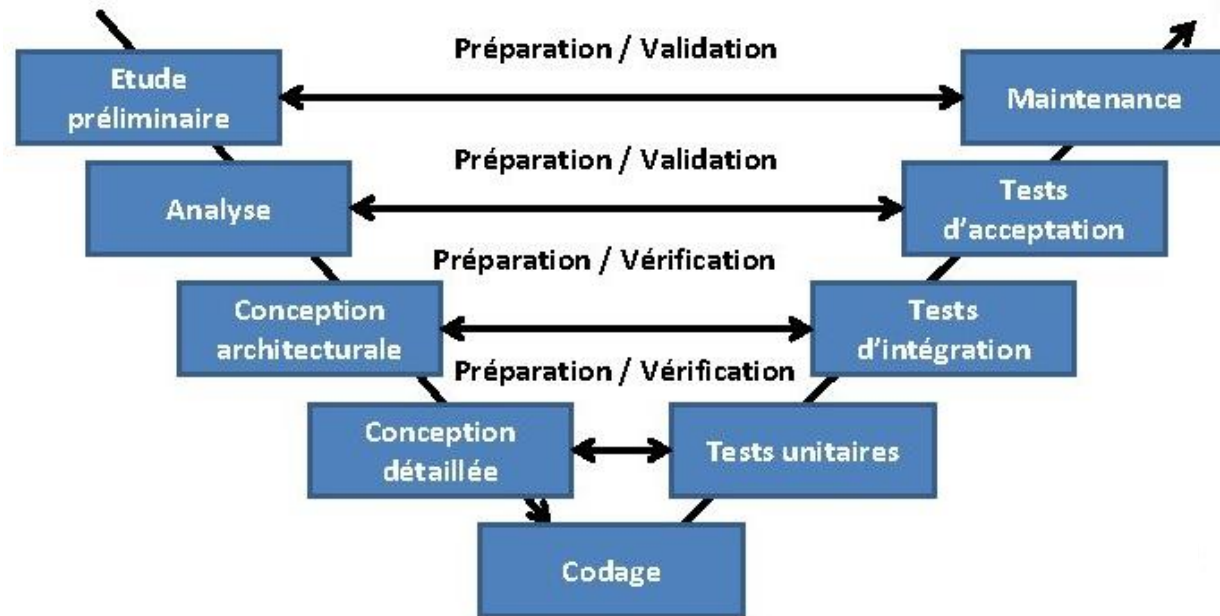 Préparation / Validation
Etude
préliminaire
Maintenance
Préparation / Validation
Analyse
Tests
d'acceptation
Préparation / Vérification
Conception
architecturale
Tests
d'intégration
Préparation / Vérification
Conception
détaillée
Tests unitaires
Codage